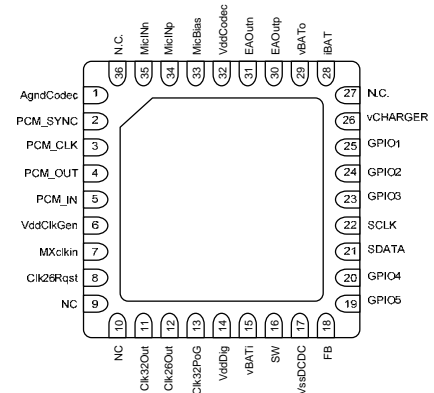 N.C.
MicINn
MicINp
MicBias
VddCodec
EAOutn
EAOutp
vBATo
iBAT
36
35
34
33
32
31
30
29
28
AgndCodec 1
PCM_SYNC 2
PCM_CLK 3
PCM_OUT 4
PCM_IN 5
VddClkGen 6
MXclkin 7
Clk26Rqst 8
NC 9
27 N.C.
26 vCHARGER
25 GPIO1
24 GPIO2
23 GPIO3
22 SCLK
21 SDATA
20 GPIO4
19 GPIO5
10
11
12
13
14
15
16
17
18
NC
Clk32Out
Clk26Out
Clk32PoG
VddDig
vBATi
SW
VssDCDC
FB